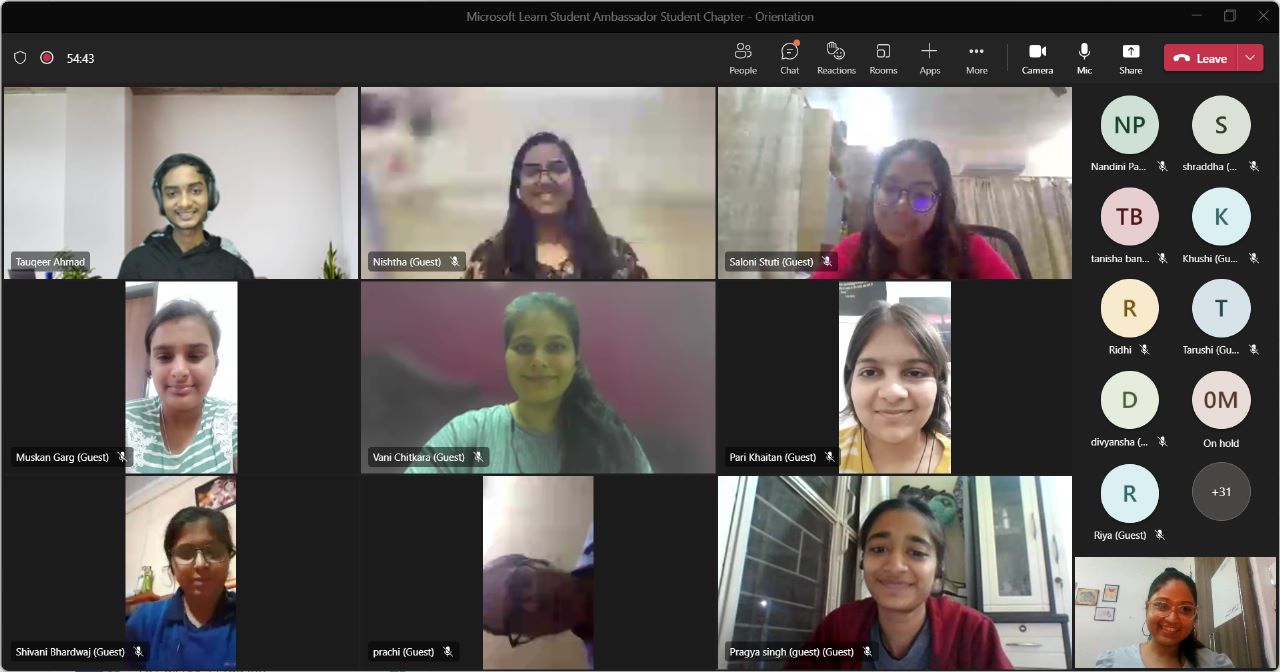 Microsoft Learn Student Ambassador Student Chapter - Orientation
54:43
People
Chat
Reactions
Rooms
Apps
More
Camera
Mic
Share
Leave
Tauqeer Ahmad
Nishtha (Guest)
Saloni Stuti (Guest)
NP
Nandini Pa...
S
shraddha (...
TB
tanisha ban...
K
Khushi (Gu...
Muskan Garg (Guest)
Vani Chitkara (Guest)
Pari Khaitan (Guest)
R
Ridhi
T
Tarushi (Gu...
D
divyansha (...
0M
On hold
Shivani Bhardwaj (Guest)
prachi (Guest)
Pragya singh (guest) (Guest)
R
Riya (Guest)
+31